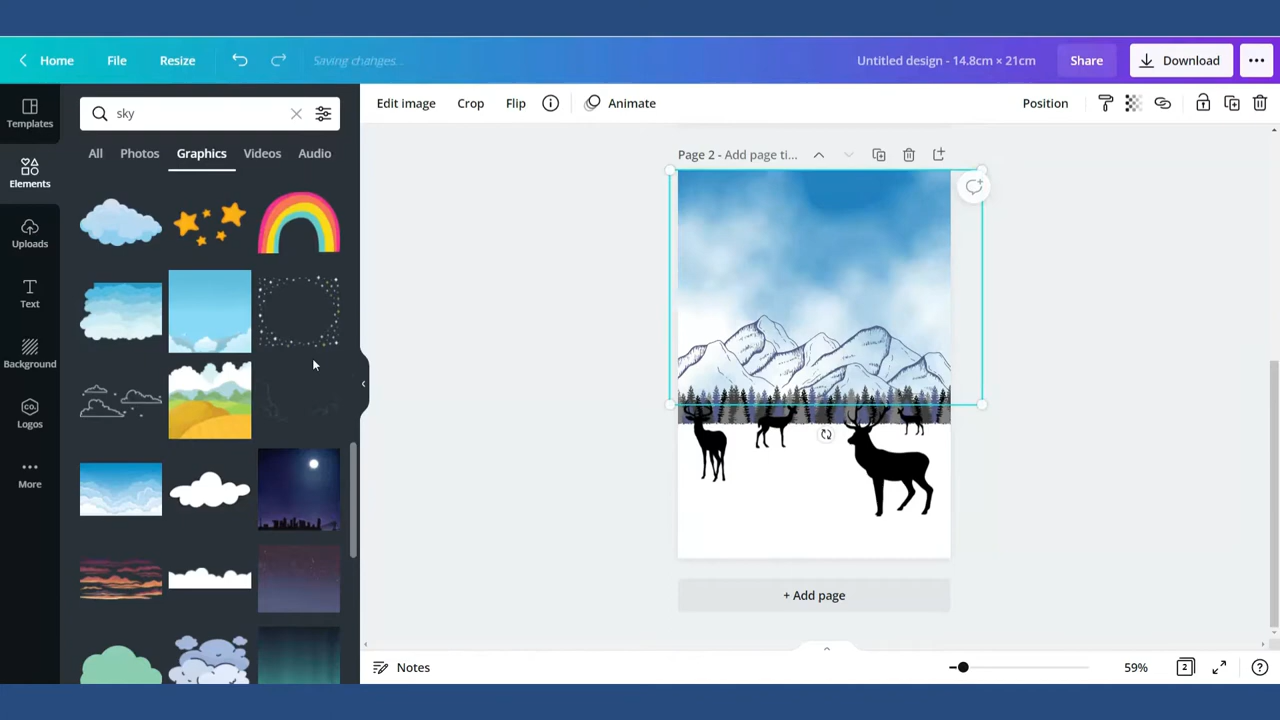 Home File Resize Saving changes... Untitled design - 14.8cm × 21cm Share Download
Templates
Elements
Uploads
Text
Background
Logos
More
sky
All Photos Graphics Videos Audio
Edit image Crop Flip Animate Position
Page 2 - Add page ti...
+ Add page
Notes 59% 2